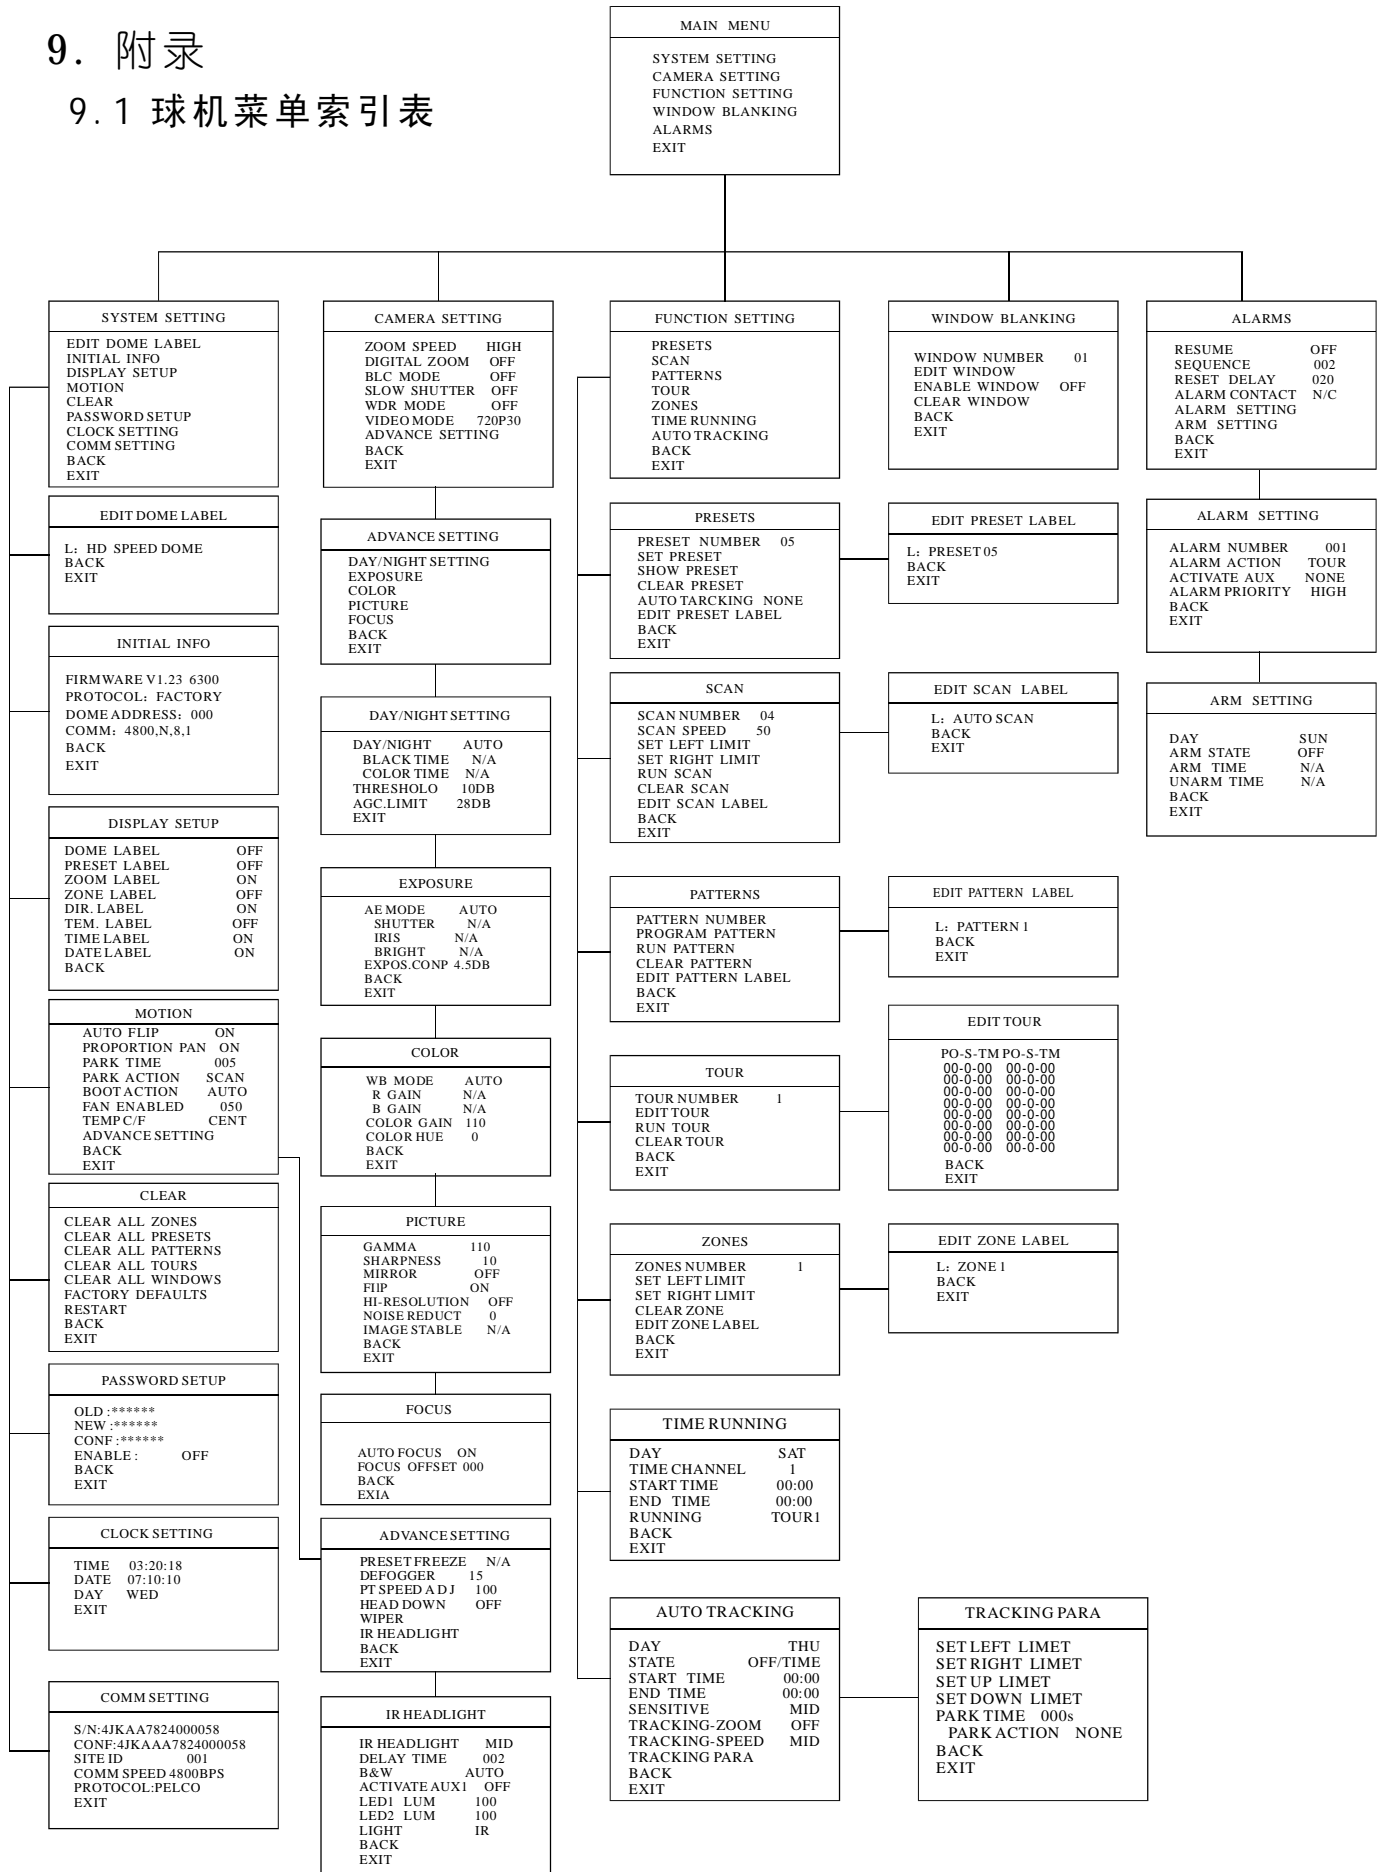 9. 附录
9.1 球机菜单索引表
MAIN MENU
SYSTEM SETTING
CAMERA SETTING
FUNCTION SETTING
WINDOW BLANKING
ALARMS
EXIT
SYSTEM SETTING
EDIT DOME LABEL
INITIAL INFO
DISPLAY SETUP
MOTION
CLEAR
PASSWORD SETUP
CLOCK SETTING
COMM SETTING
BACK
EXIT
EDIT DOME LABEL
L: HD SPEED DOME
BACK
EXIT
INITIAL INFO
FIRMWARE V1.23 6300
PROTOCOL: FACTORY
DOME ADDRESS: 000
COMM: 4800,N,8,1
BACK
EXIT
DISPLAY SETUP
DOME LABEL OFF
PRESET LABEL OFF
ZOOM LABEL ON
ZONE LABEL OFF
DIR. LABEL ON
TEM. LABEL OFF
TIME LABEL ON
DATE LABEL ON
BACK
MOTION
AUTO FLIP ON
PROPORTION PAN ON
PARK TIME 005
PARK ACTION SCAN
BOOT ACTION AUTO
FAN ENABLED 050
TEMP C/F CENT
ADVANCE SETTING
BACK
EXIT
CLEAR
CLEAR ALL ZONES
CLEAR ALL PRESETS
CLEAR ALL PATTERNS
CLEAR ALL TOURS
CLEAR ALL WINDOWS
FACTORY DEFAULTS
RESTART
BACK
EXIT
PASSWORD SETUP
OLD :******
NEW :******
CONF :******
ENABLE : OFF
BACK
EXIT
CLOCK SETTING
TIME 03:20:18
DATE 07:10:10
DAY WED
EXIT
COMM SETTING
S/N:4JKAA7824000058
CONF:4JKAAA7824000058
SITE ID 001
COMM SPEED 4800BPS
PROTOCOL:PELCO
EXIT
CAMERA SETTING
ZOOM SPEED HIGH
DIGITAL ZOOM OFF
BLC MODE OFF
SLOW SHUTTER OFF
WDR MODE OFF
VIDEO MODE 720P30
ADVANCE SETTING
BACK
EXIT
ADVANCE SETTING
DAY/NIGHT SETTING
EXPOSURE
COLOR
PICTURE
FOCUS
BACK
EXIT
DAY/NIGHT SETTING
DAY/NIGHT AUTO
BLACK TIME N/A
COLOR TIME N/A
THRESHOLO 10DB
AGC.LIMIT 28DB
EXIT
EXPOSURE
AE MODE AUTO
SHUTTER N/A
IRIS N/A
BRIGHT N/A
EXPOS.CONP 4.5DB
BACK
EXIT
COLOR
WB MODE AUTO
R GAIN N/A
B GAIN N/A
COLOR GAIN 110
COLOR HUE 0
BACK
EXIT
PICTURE
GAMMA 110
SHARPNESS 10
MIRROR OFF
FIIP ON
HI-RESOLUTION OFF
NOISE REDUCT 0
IMAGE STABLE N/A
BACK
EXIT
FOCUS
AUTO FOCUS ON
FOCUS OFFSET 000
BACK
EXIA
ADVANCE SETTING
PRESET FREEZE N/A
DEFOGGER 15
PT SPEED A D J 100
HEAD DOWN OFF
WIPER
IR HEADLIGHT
BACK
EXIT
IR HEADLIGHT
IR HEADLIGHT MID
DELAY TIME 002
B&W AUTO
ACTIVATE AUX1 OFF
LED1 LUM 100
LED2 LUM 100
LIGHT IR
BACK
EXIT
FUNCTION SETTING
PRESETS
SCAN
PATTERNS
TOUR
ZONES
TIME RUNNING
AUTO TRACKING
BACK
EXIT
PRESETS
PRESET NUMBER 05
SET PRESET
SHOW PRESET
CLEAR PRESET
AUTO TARCKING NONE
EDIT PRESET LABEL
BACK
EXIT
SCAN
SCAN NUMBER 04
SCAN SPEED 50
SET LEFT LIMIT
SET RIGHT LIMIT
RUN SCAN
CLEAR SCAN
EDIT SCAN LABEL
BACK
EXIT
PATTERNS
PATTERN NUMBER
PROGRAM PATTERN
RUN PATTERN
CLEAR PATTERN
EDIT PATTERN LABEL
BACK
EXIT
TOUR
TOUR NUMBER 1
EDIT TOUR
RUN TOUR
CLEAR TOUR
BACK
EXIT
ZONES
ZONES NUMBER 1
SET LEFT LIMIT
SET RIGHT LIMIT
CLEAR ZONE
EDIT ZONE LABEL
BACK
EXIT
TIME RUNNING
DAY SAT
TIME CHANNEL 1
START TIME 00:00
END TIME 00:00
RUNNING TOUR1
BACK
EXIT
AUTO TRACKING
DAY THU
STATE OFF/TIME
START TIME 00:00
END TIME 00:00
SENSITIVE MID
TRACKING-ZOOM OFF
TRACKING-SPEED MID
TRACKING PARA
BACK
EXIT
WINDOW BLANKING
WINDOW NUMBER 01
EDIT WINDOW
ENABLE WINDOW OFF
CLEAR WINDOW
BACK
EXIT
EDIT PRESET LABEL
L: PRESET 05
BACK
EXIT
EDIT SCAN LABEL
L: AUTO SCAN
BACK
EXIT
EDIT PATTERN LABEL
L: PATTERN 1
BACK
EXIT
EDIT TOUR
PO-S-TM PO-S-TM
00-0-00 00-0-00
00-0-00 00-0-00
00-0-00 00-0-00
00-0-00 00-0-00
00-0-00 00-0-00
00-0-00 00-0-00
00-0-00 00-0-00
00-0-00 00-0-00
BACK
EXIT
EDIT ZONE LABEL
L: ZONE 1
BACK
EXIT
TRACKING PARA
SET LEFT LIMET
SET RIGHT LIMET
SET UP LIMET
SET DOWN LIMET
PARK TIME 000s
PARK ACTION NONE
BACK
EXIT
ALARMS
RESUME OFF
SEQUENCE 002
RESET DELAY 020
ALARM CONTACT N/C
ALARM SETTING
ARM SETTING
BACK
EXIT
ALARM SETTING
ALARM NUMBER 001
ALARM ACTION TOUR
ACTIVATE AUX NONE
ALARM PRIORITY HIGH
BACK
EXIT
ARM SETTING
DAY SUN
ARM STATE OFF
ARM TIME N/A
UNARM TIME N/A
BACK
EXIT